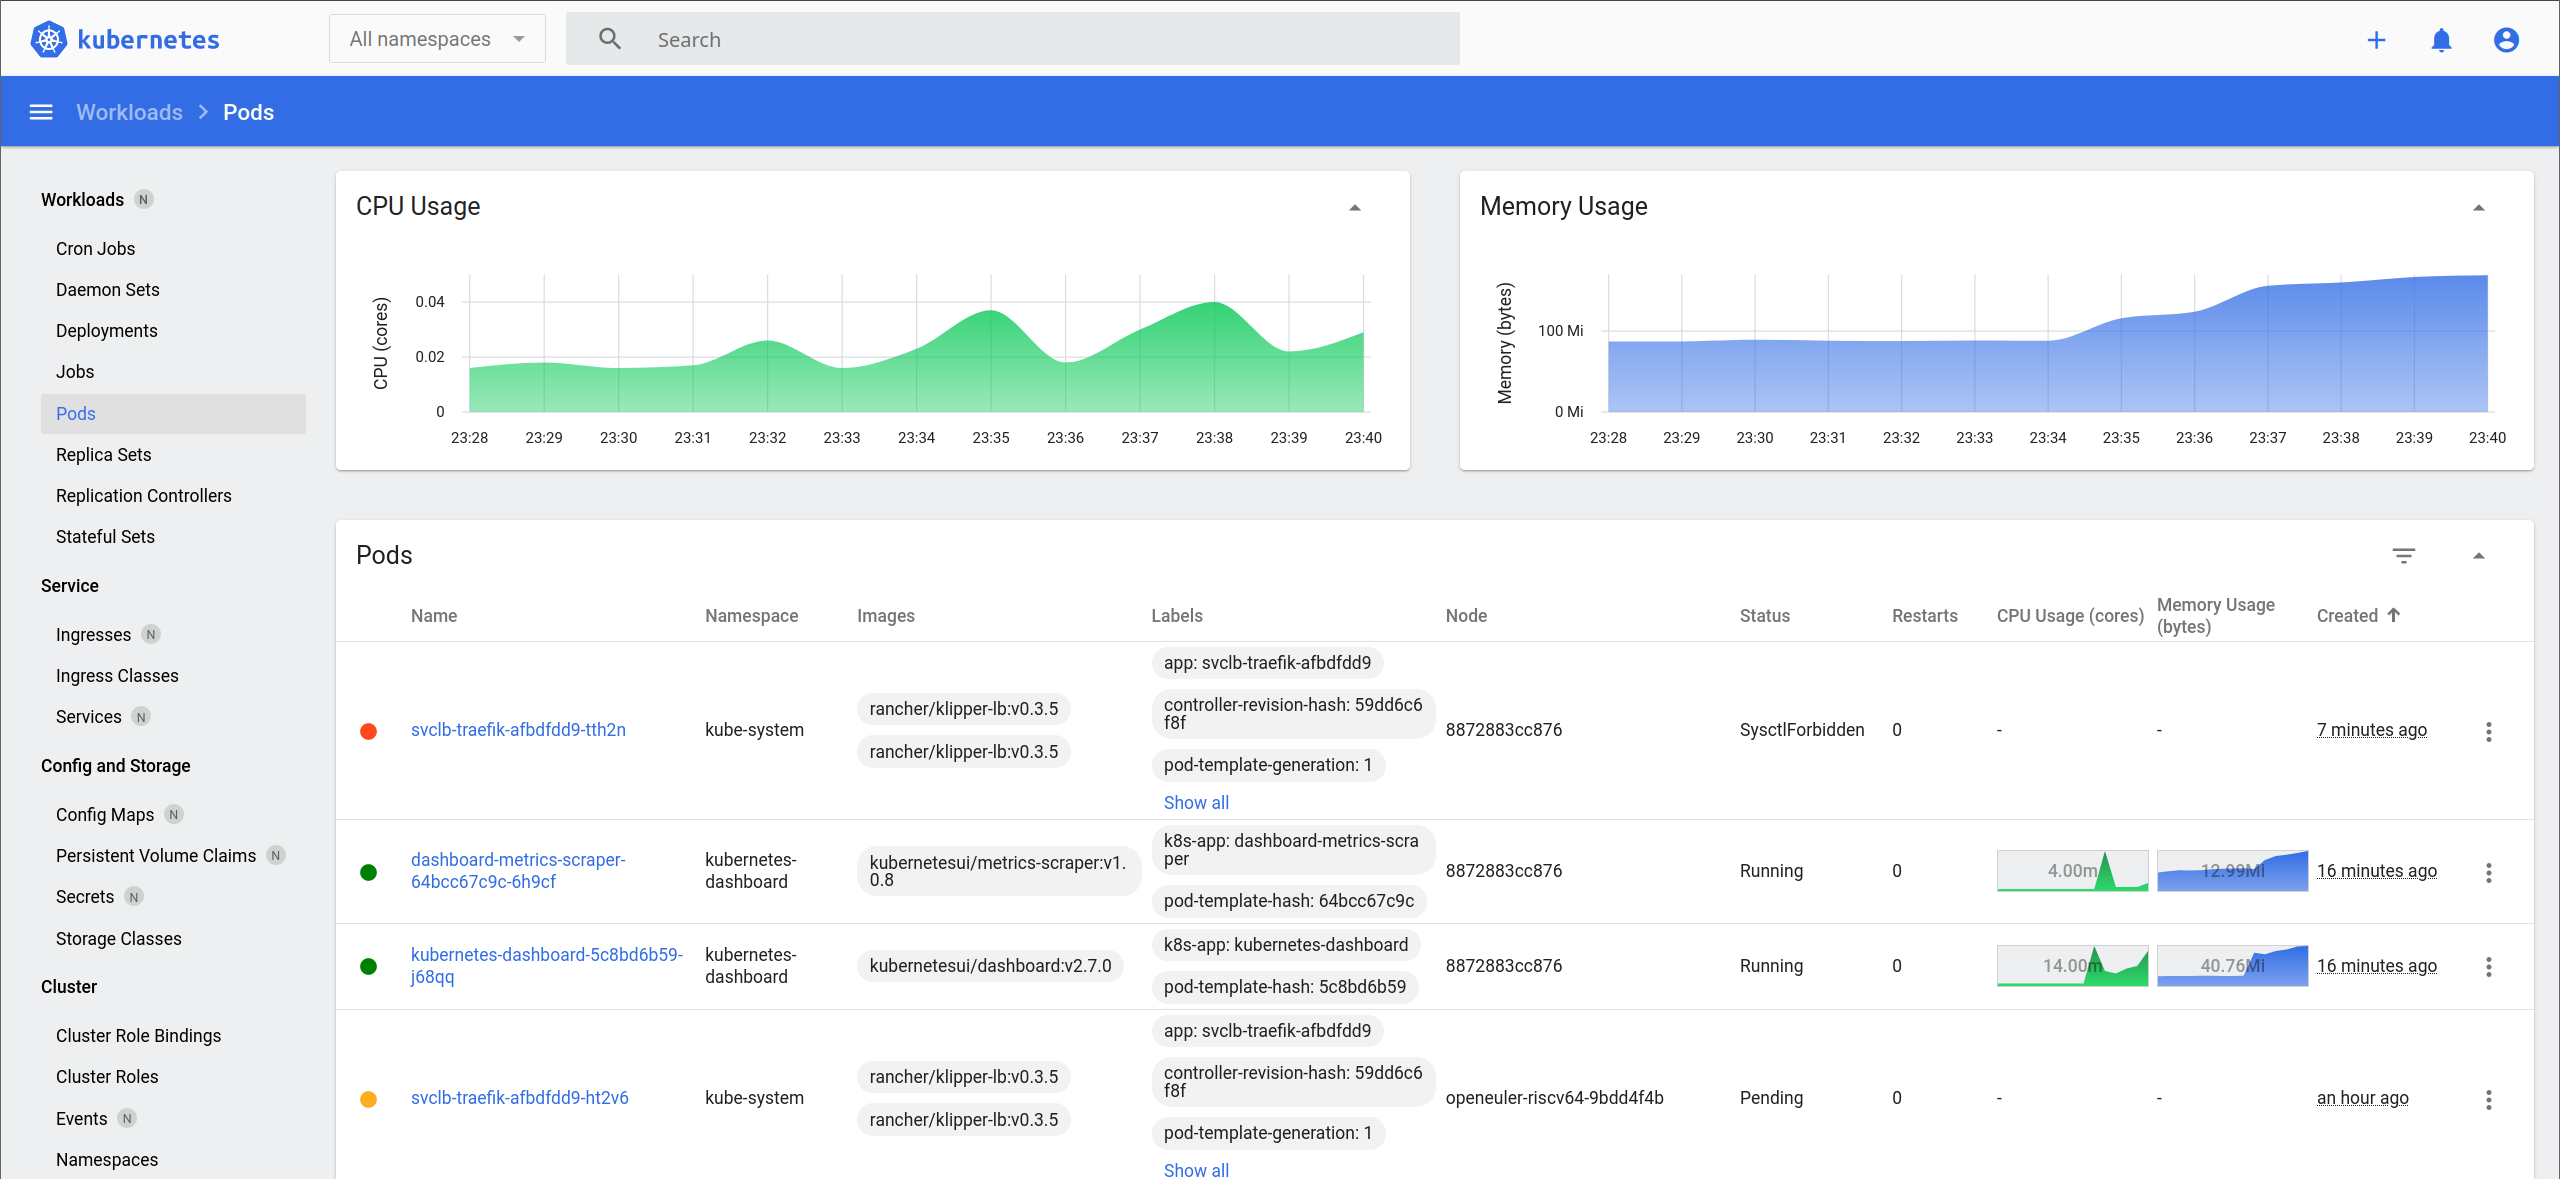 kubernetes
All namespaces
Search
Workloads
Pods
Workloads N
Cron Jobs
Daemon Sets
Deployments
Jobs
Pods
Replica Sets
Replication Controllers
Stateful Sets
Service
Ingresses N
Ingress Classes
Services N
Config and Storage
Config Maps N
Persistent Volume Claims N
Secrets N
Storage Classes
Cluster
Cluster Role Bindings
Cluster Roles
Events N
Namespaces
CPU Usage
CPU (cores)
0.04
0.02
0
23:28 23:29 23:30 23:31 23:32 23:33 23:34 23:35 23:36 23:37 23:38 23:39 23:40
Memory Usage
Memory (bytes)
100 Mi
0 Mi
23:28 23:29 23:30 23:31 23:32 23:33 23:34 23:35 23:36 23:37 23:38 23:39 23:40
Pods
Name
Namespace
Images
Labels
Node
Status
Restarts
CPU Usage (cores)
Memory Usage
(bytes)
Created
svclb-traefik-afbdfdd9-tth2n
kube-system
rancher/klipper-lb:v0.3.5
rancher/klipper-lb:v0.3.5
app: svclb-traefik-afbdfdd9
controller-revision-hash: 59dd6c6
f8f
pod-template-generation: 1
Show all
8872883cc876
SysctlForbidden
0
-
-
7 minutes ago
dashboard-metrics-scraper-
64bcc67c9c-6h9cf
kubernetes-
dashboard
kubernetesui/metrics-scraper:v1.
0.8
k8s-app: dashboard-metrics-scra
per
pod-template-hash: 64bcc67c9c
8872883cc876
Running
0
4.00m
12.99Mi
16 minutes ago
kubernetes-dashboard-5c8bd6b59-
j68qq
kubernetes-
dashboard
kubernetesui/dashboard:v2.7.0
k8s-app: kubernetes-dashboard
pod-template-hash: 5c8bd6b59
8872883cc876
Running
0
14.00m
40.76Mi
16 minutes ago
svclb-traefik-afbdfdd9-ht2v6
kube-system
rancher/klipper-lb:v0.3.5
rancher/klipper-lb:v0.3.5
app: svclb-traefik-afbdfdd9
controller-revision-hash: 59dd6c6
f8f
pod-template-generation: 1
Show all
openeuler-riscv64-9bdd4f4b
Pending
0
-
-
an hour ago